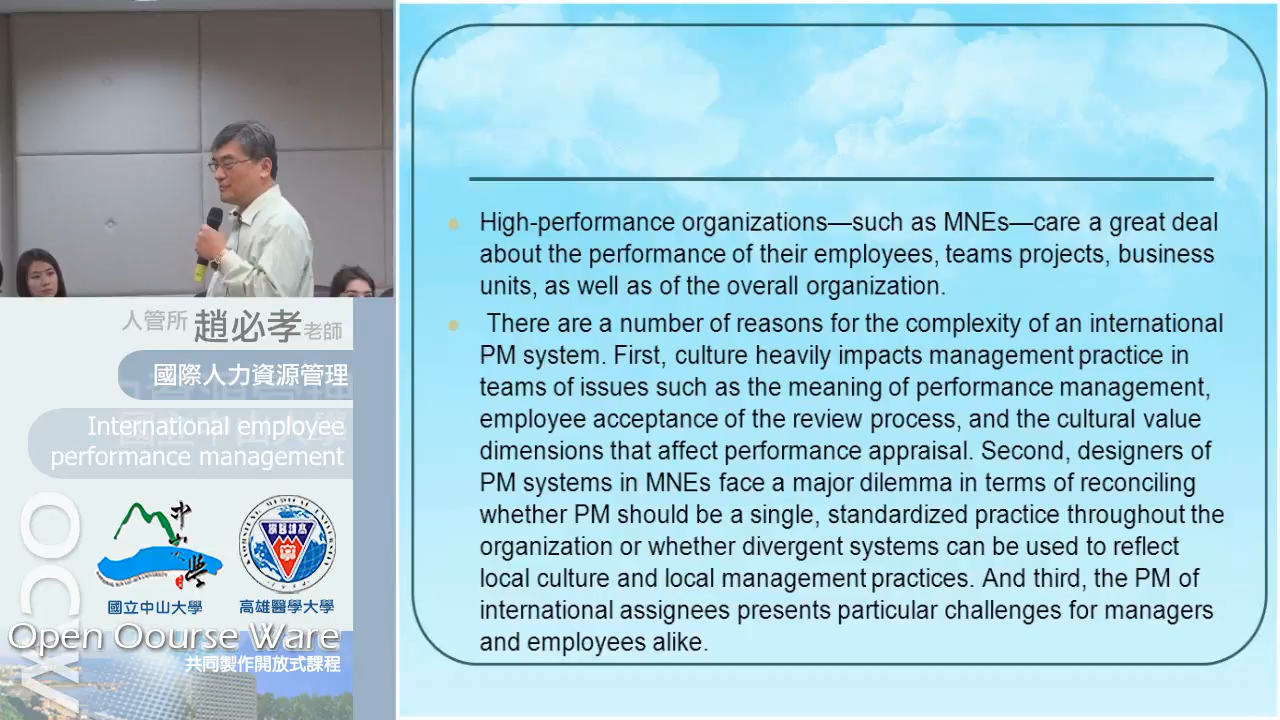 High-performance organizations—such as MNEs—care a great deal
about the performance of their employees, teams projects, business
units, as well as of the overall organization.
There are a number of reasons for the complexity of an international
PM system. First, culture heavily impacts management practice in
teams of issues such as the meaning of performance management,
employee acceptance of the review process, and the cultural value
dimensions that affect performance appraisal. Second, designers of
PM systems in MNEs face a major dilemma in terms of reconciling
whether PM should be a single, standardized practice throughout the
organization or whether divergent systems can be used to reflect
local culture and local management practices. And third, the PM of
international assignees presents particular challenges for managers
and employees alike.
人管所 趙必孝老師
國際人力資源管理
International employee
performance management
國立中山大學
高雄醫學大學
OCW
Open Oourse Ware
共同製作開放式課程